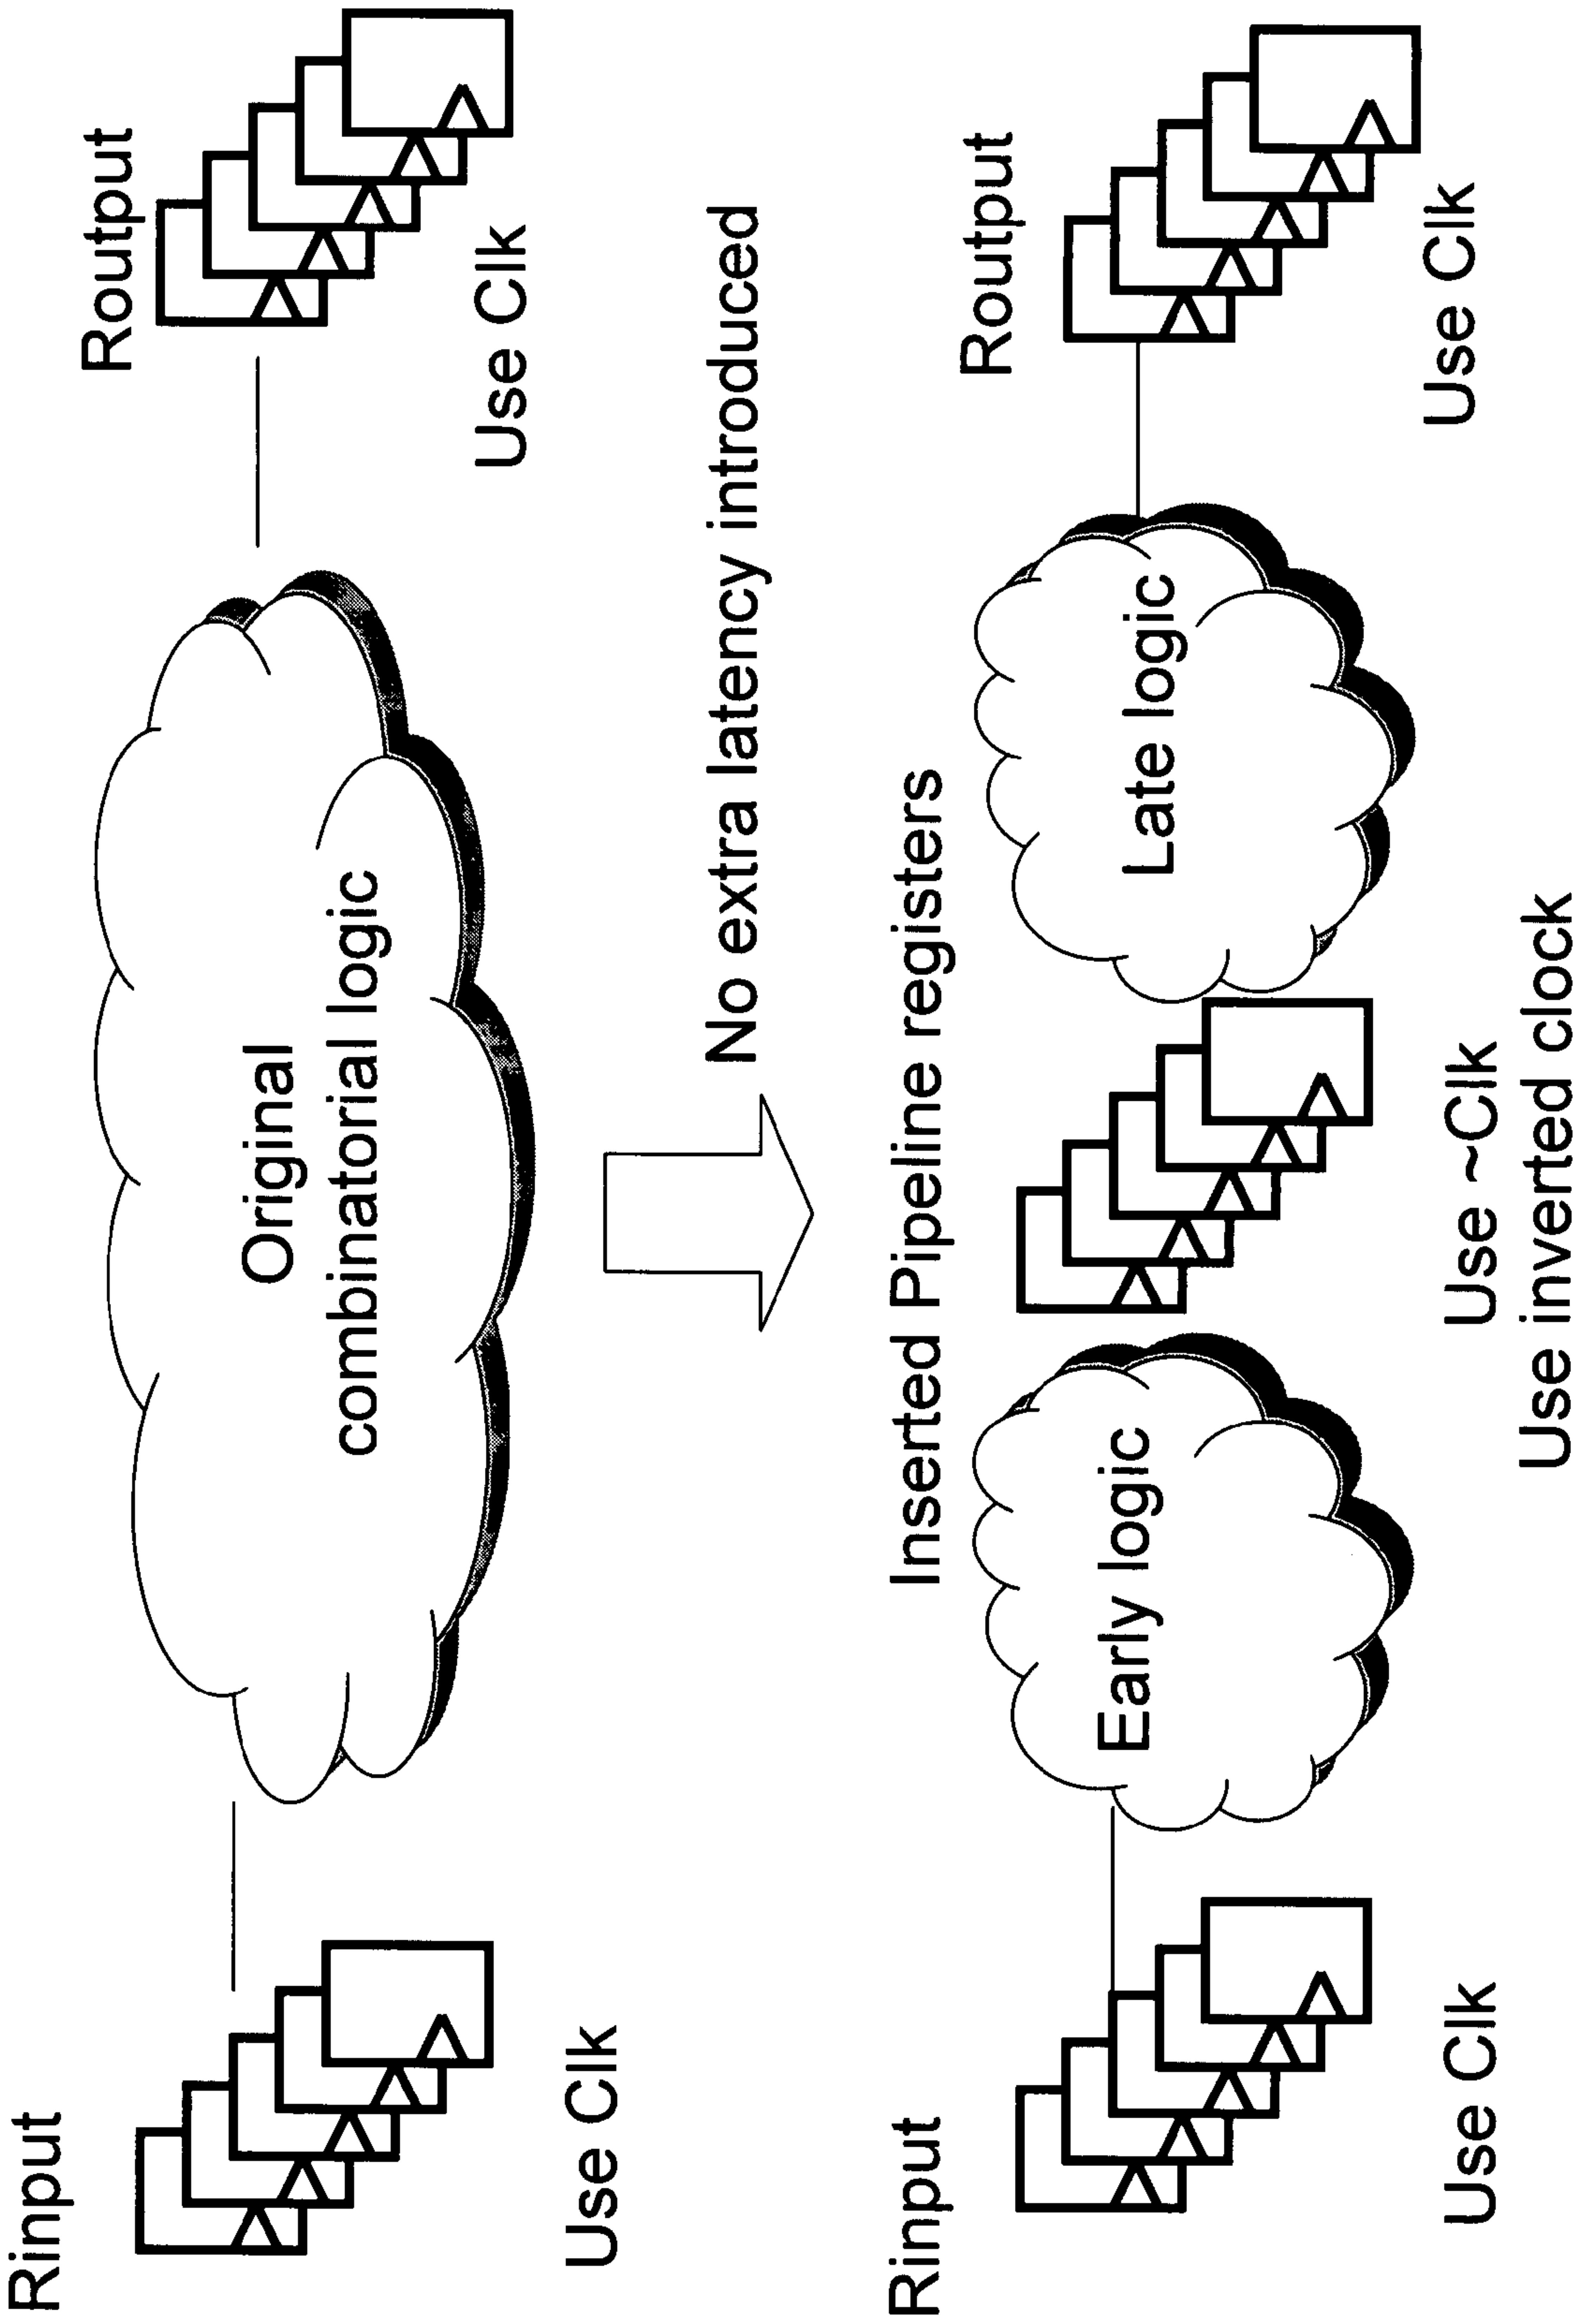 Rinput
Routput
Original
combinatorial logic
Use Clk
Use Clk
No extra latency introduced
Rinput
Inserted Pipeline registers
Routput
Early logic
Late logic
Use Clk
Use ~Clk
Use inverted clock
Use Clk